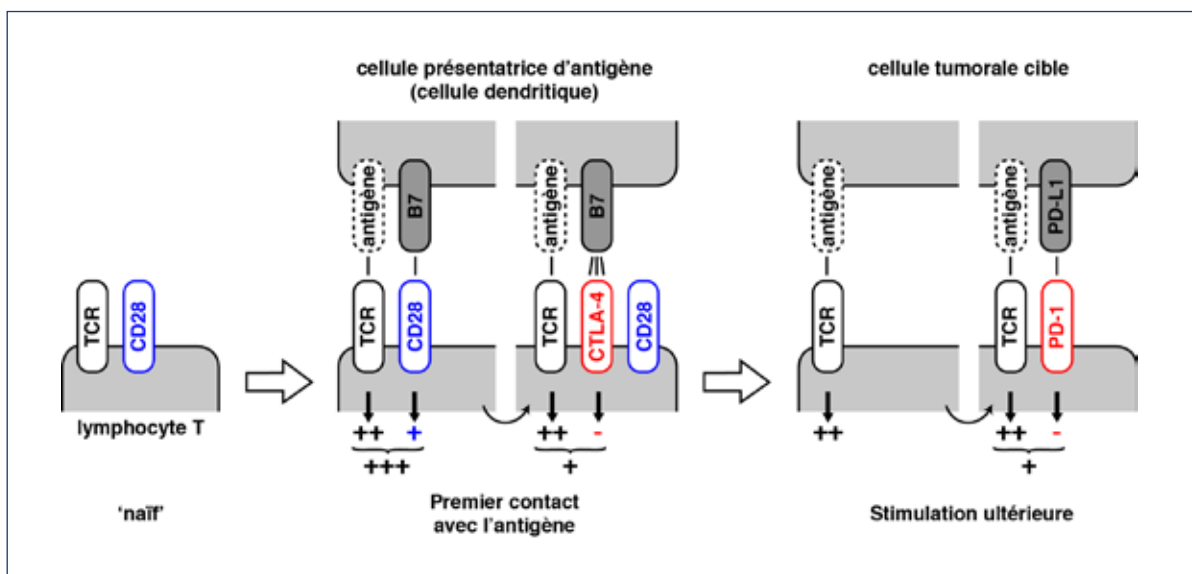 cellule présentatrice d'antigène
(cellule dendritique)
cellule tumorale cible
antigène
B7
antigène
B7
antigène
antigène
PD-L1
TCR
CD28
TCR
CD28
TCR
CTLA-4
CD28
TCR
TCR
PD-1
lymphocyte T
++
+
++
-
++
++
-
+++
+
+
'naïf'
Premier contact
avec l'antigène
Stimulation ultérieure